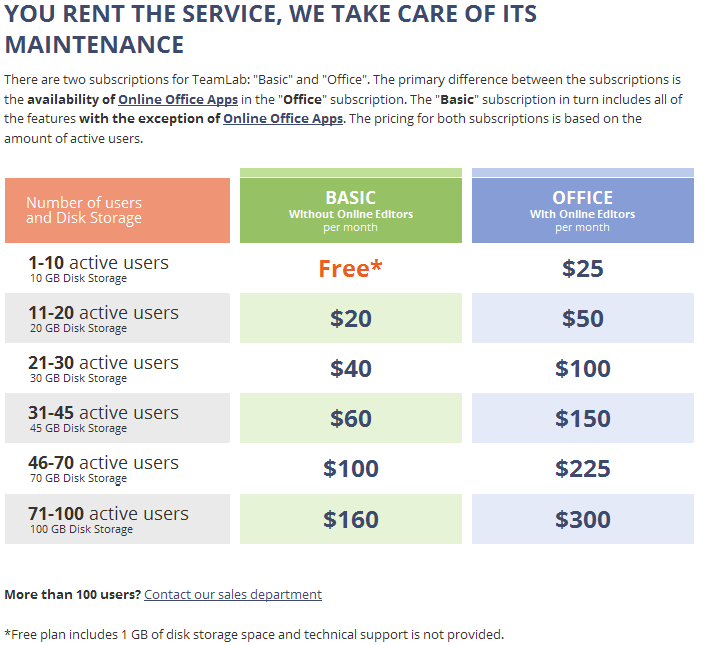 YOU RENT THE SERVICE, WE TAKE CARE OF ITS
MAINTENANCE
There are two subscriptions for TeamLab: "Basic" and "Office". The primary difference between the subscriptions is
the availability of Online Office Apps in the "Office" subscription. The "Basic" subscription in turn includes all of
the features with the exception of Online Office Apps. The pricing for both subscriptions is based on the
amount of active users.
Number of users
and Disk Storage
BASIC
Without Online Editors
per month
OFFICE
With Online Editors
per month
1-10 active users
10 GB Disk Storage
Free*
$25
11-20 active users
20 GB Disk Storage
$20
$50
21-30 active users
30 GB Disk Storage
$40
$100
31-45 active users
45 GB Disk Storage
$60
$150
46-70 active users
70 GB Disk Storage
$100
$225
71-100 active users
100 GB Disk Storage
$160
$300
More than 100 users? Contact our sales department
*Free plan includes 1 GB of disk storage space and technical support is not provided.